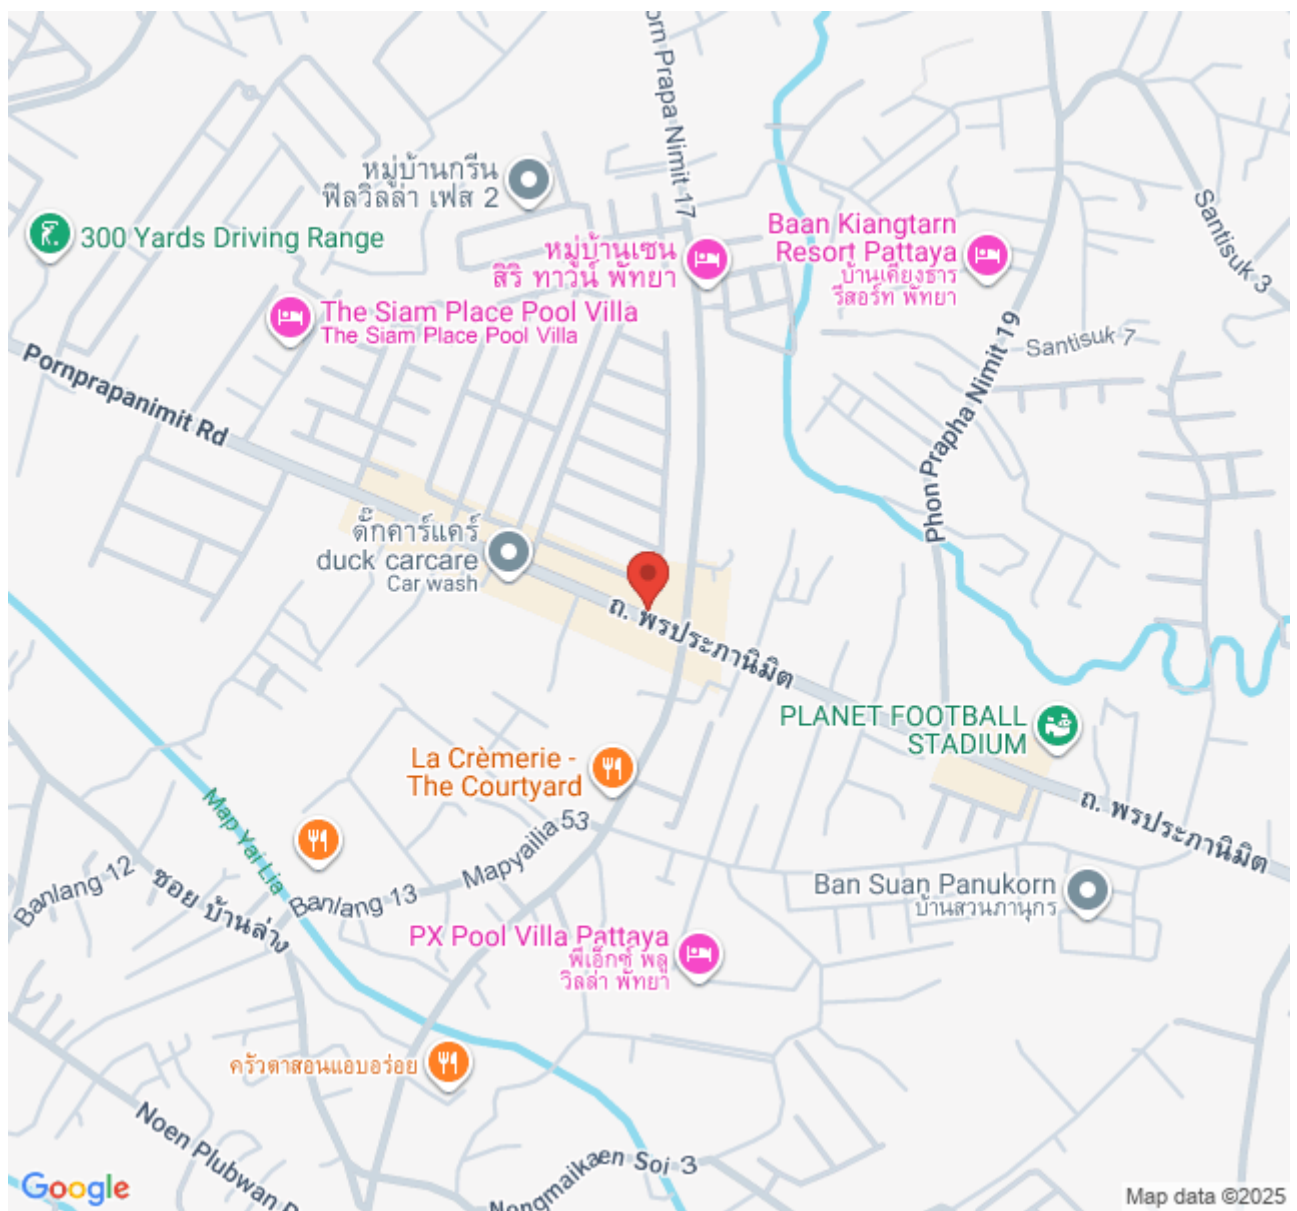 orn Prapa Nimit 17
หมู่บ้านกรีน
ฟิลวิลล่า เฟส 2
300 Yards Driving Range
หมู่บ้านเซน
สิริ ทาวน์ พัทยา
Baan Kiangtarn
Resort Pattaya
บ้านเคียงธาร
รีสอร์ท พัทยา
Santisuk 3
The Siam Place Pool Villa
The Siam Place Pool Villa
Santisuk 7
Pornprapanimit Rd
Phon Prapha Nimit 19
ดั๊กคาร์แคร์
duck carcare
Car wash
ถ. พรประภานิมิต
PLANET FOOTBALL
STADIUM
La Crèmerie -
The Courtyard
ถ. พรประภานิมิต
Map Yai Lia
Mapyailia 53
Banlang 12
ซอย บ้านล่าง
Banlang 13
Ban Suan Panukorn
บ้านสวนภานุกร
PX Pool Villa Pattaya
พีเอ็กซ์ พลู
วิลล่า พัทยา
ครัวตาสอนแอบอร่อย
Noen Plubwan
Nongmaikaen Soi 3
Google
Map data ©2025